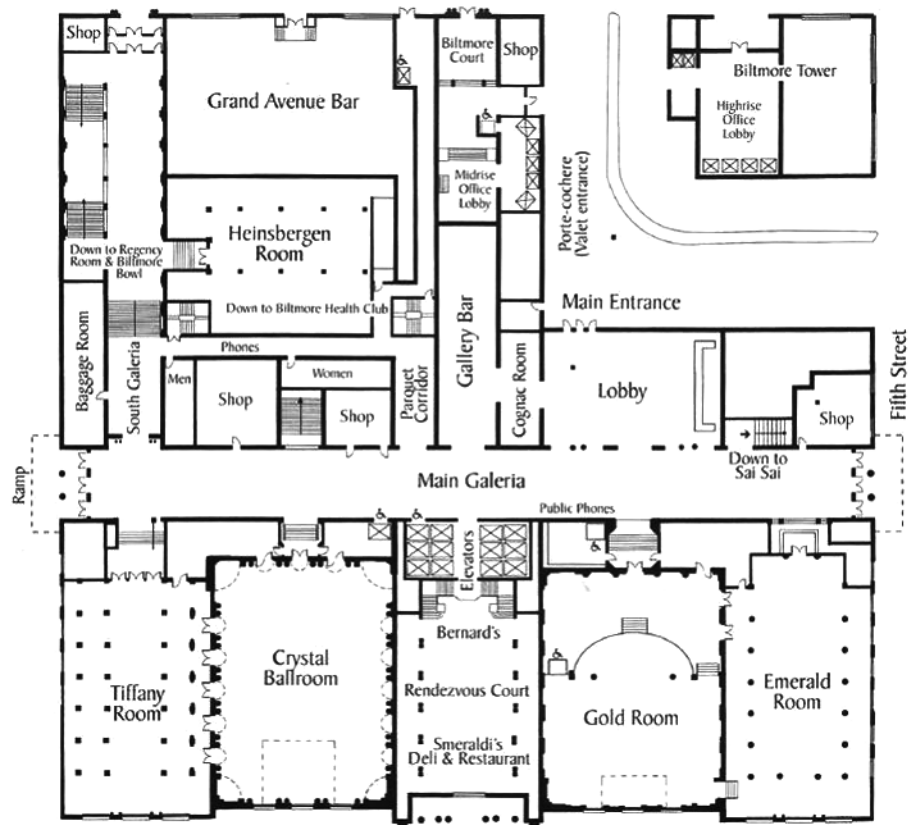 Shop
Grand Avenue Bar
Biltmore
Court
Shop
Biltmore Tower
Highrise
Office
Lobby
Midrise
Office
Lobby
Porte-cochere
(Valet entrance)
Heinsbergen
Room
Down to Regency
Room & Biltmore
Bowl
Down to Biltmore Health Club
Main Entrance
Baggage Room
South Galeria
Phones
Men
Shop
Women
Shop
Parquet
Corridor
Gallery Bar
Cognac Room
Lobby
Shop
Fifth Street
Down to
Sai Sai
Ramp
Main Galeria
Public Phones
Elevators
Bernard's
Tiffany
Room
Crystal
Ballroom
Rendezvous Court
Smeraldi's
Deli & Restaurant
Gold Room
Emerald
Room